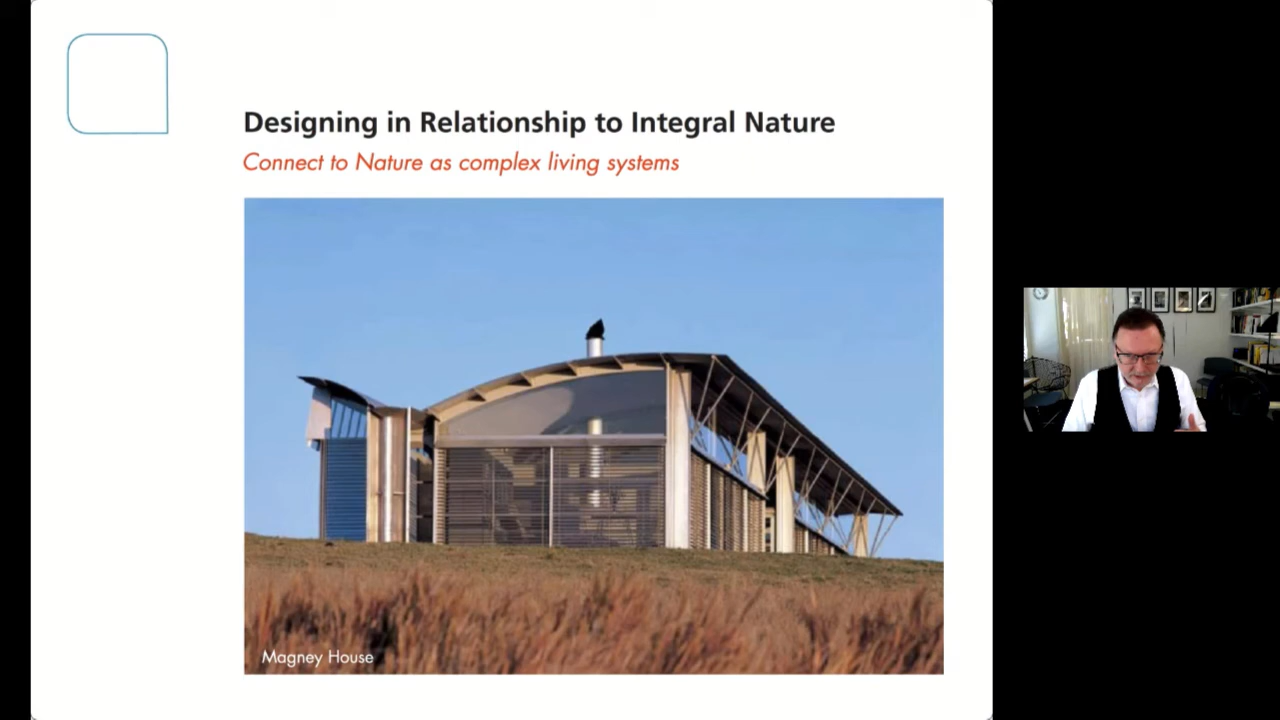 Designing in Relationship to Integral Nature
Connect to Nature as complex living systems
Magney House